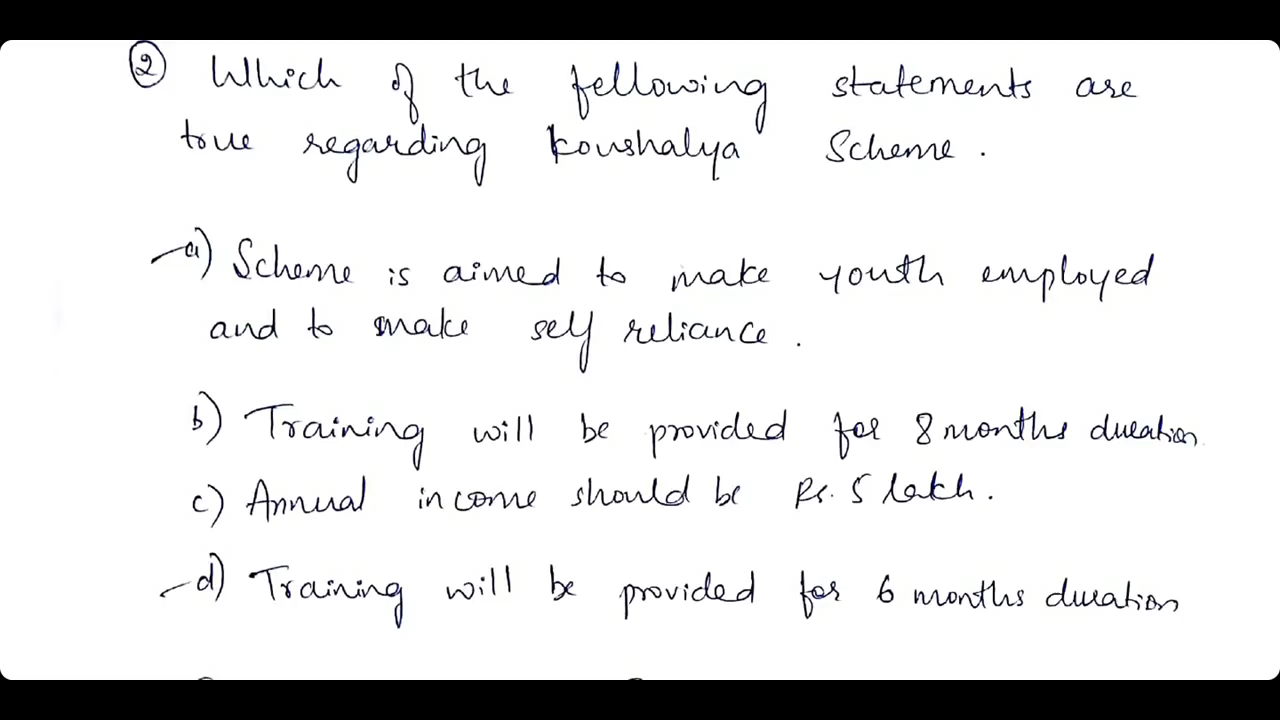 ② Which of the fellowing statements are
true regarding Koushalya Scheme.
a) Scheme is aimed to make youth employed
and to make self reliance.
b) Training will be provided for 8 months duration
c) Annual income should be Rs. 5 lakh.
d) Training will be provided for 6 months duration